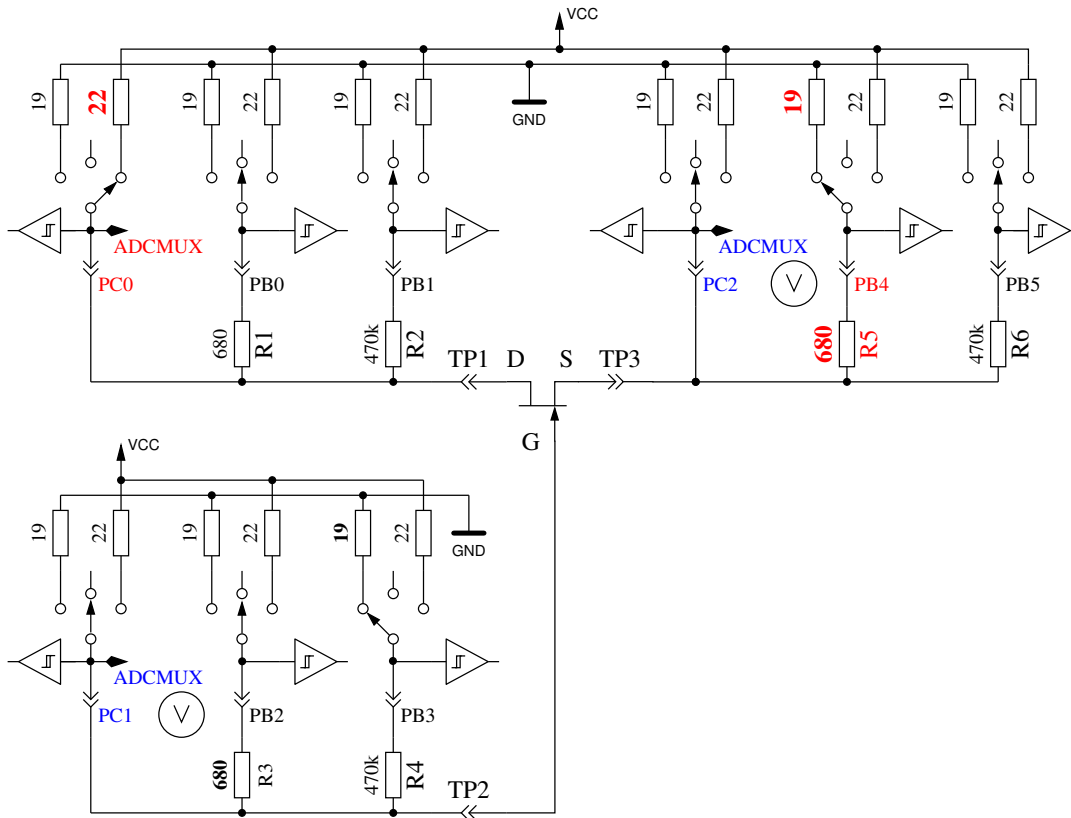 VCC
19
22
19
22
19
22
GND
19
22
19
22
19
22
ADCMUX
PC0
PB0
PB1
ADCMUX
PC2
V
PB4
PB5
680
R1
470k
R2
680
R5
470k
R6
TP1
D
S
TP3
G
VCC
19
22
19
22
19
22
GND
ADCMUX
PC1
V
PB2
PB3
680
R3
470k
R4
TP2